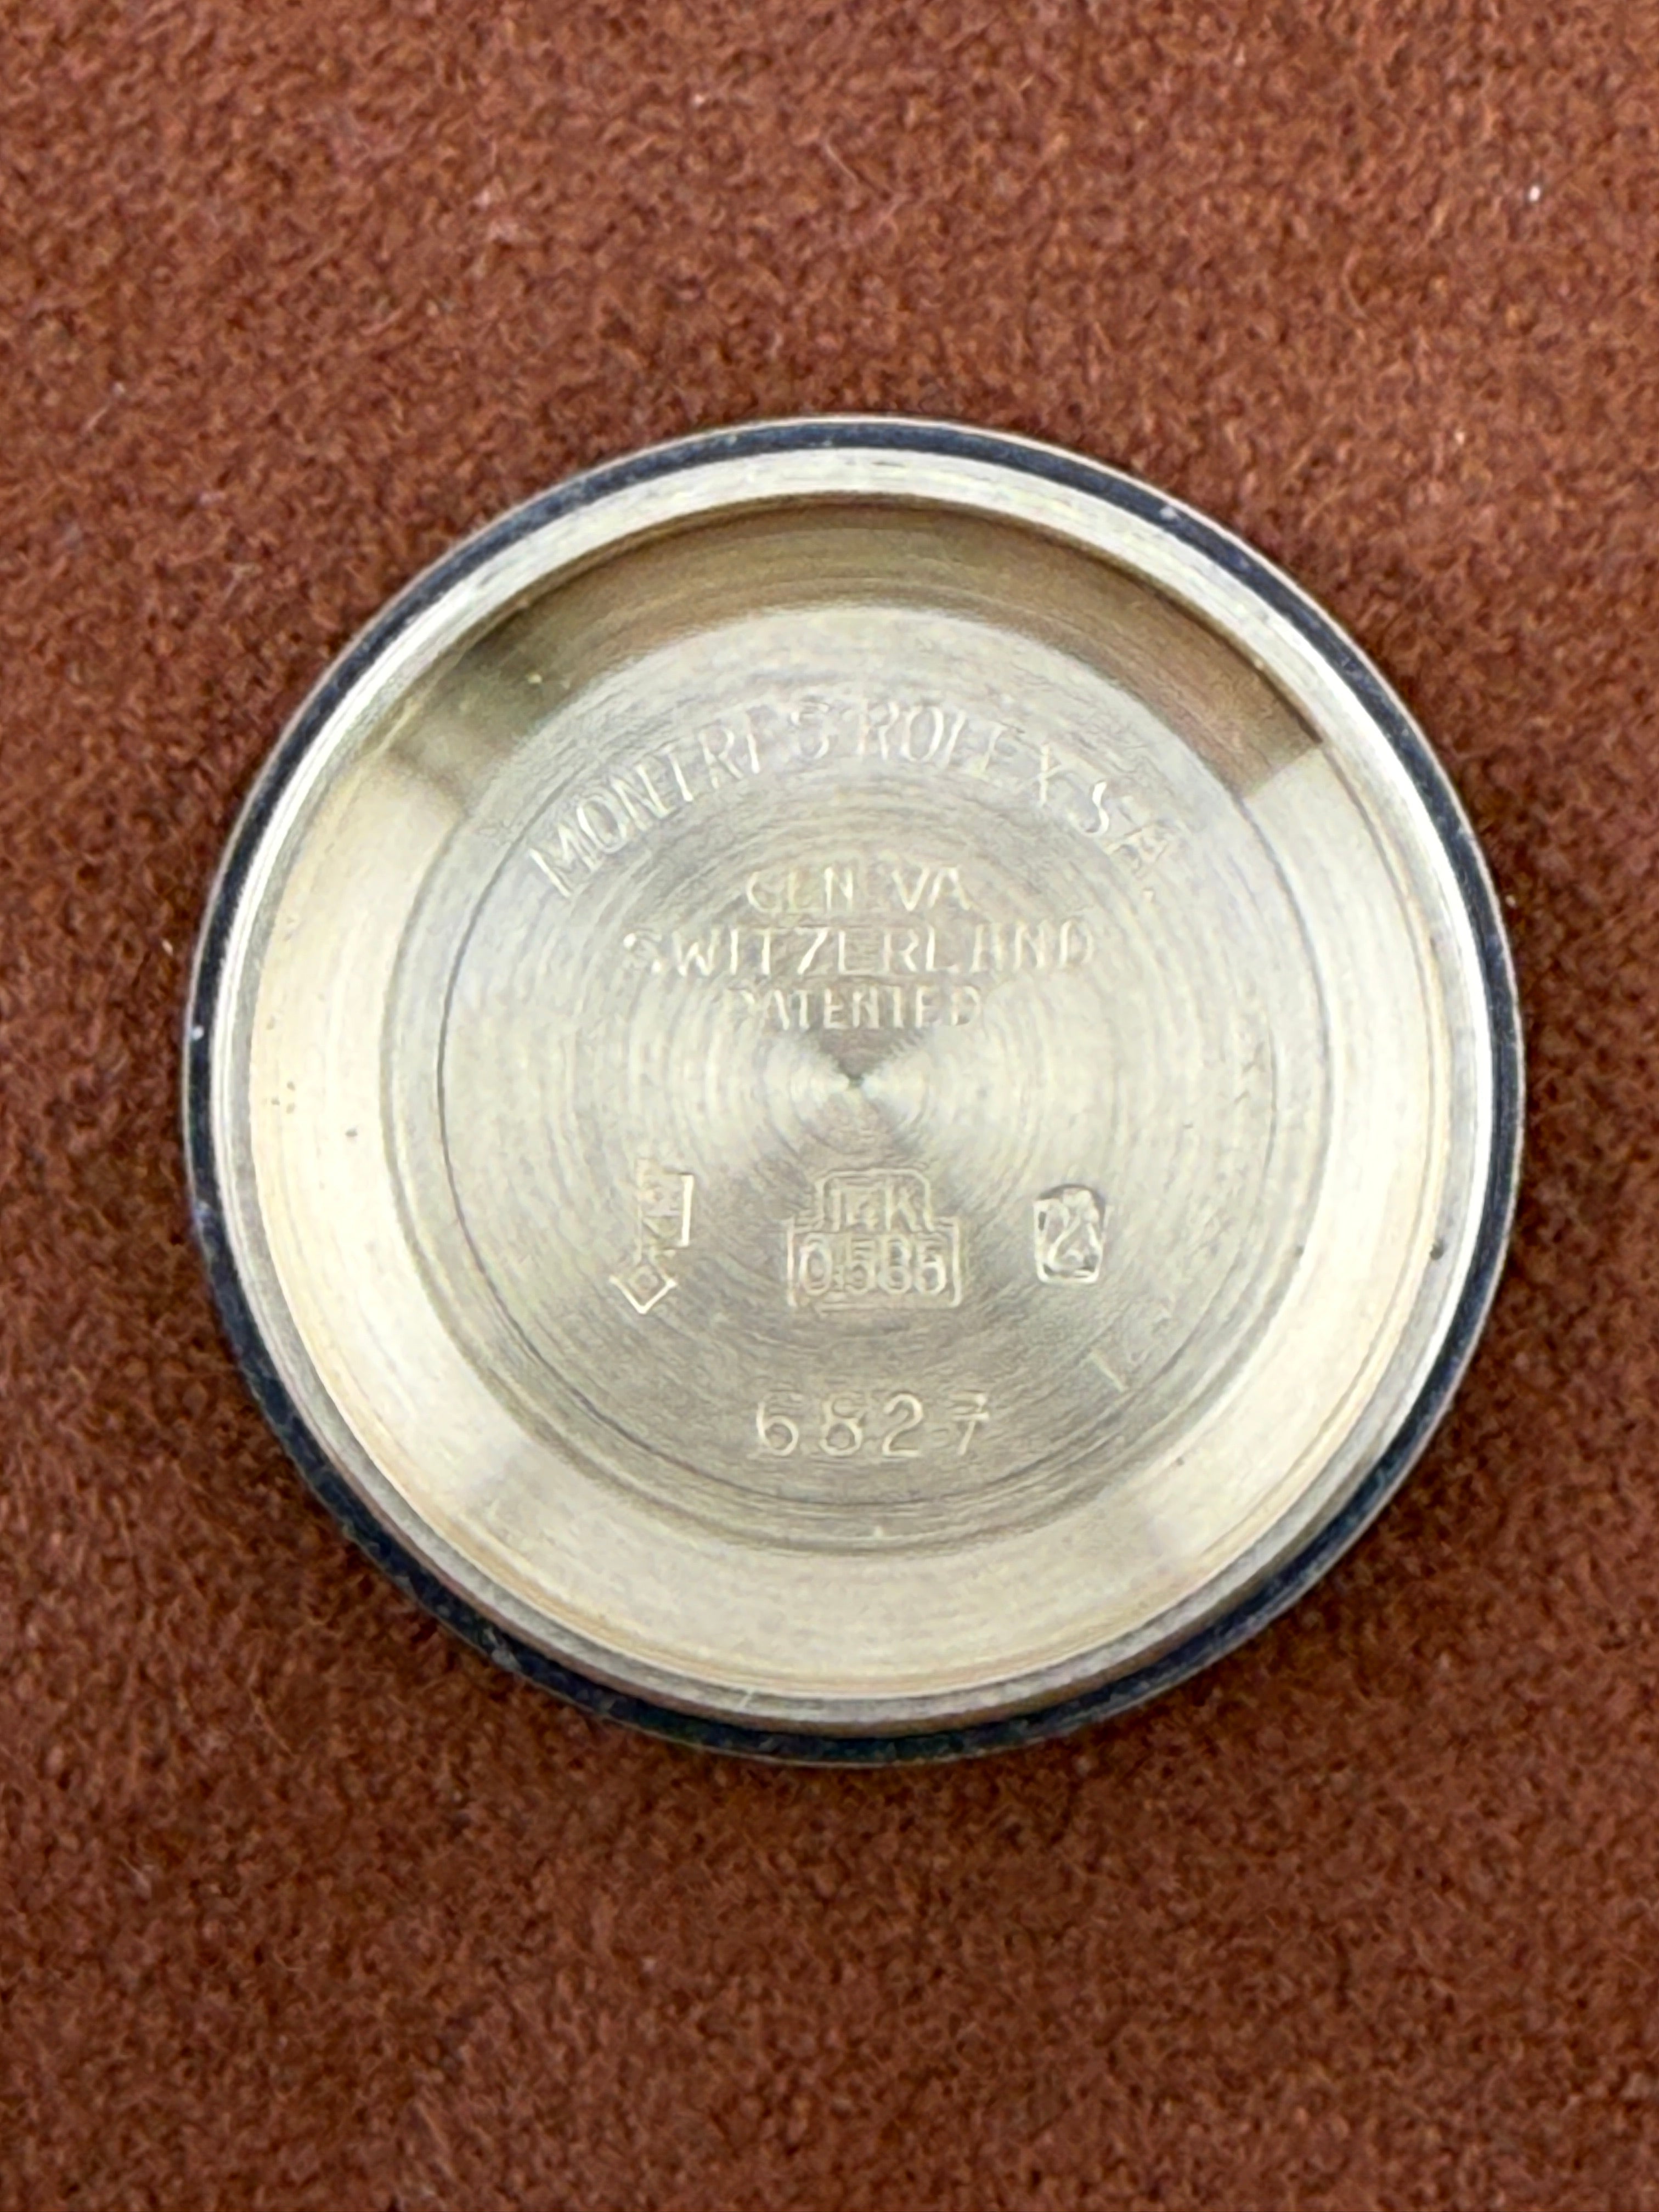 MONTRES ROLEX S.A.
GENEVA
SWITZERLAND
PATENTED
14K
0,585
6827